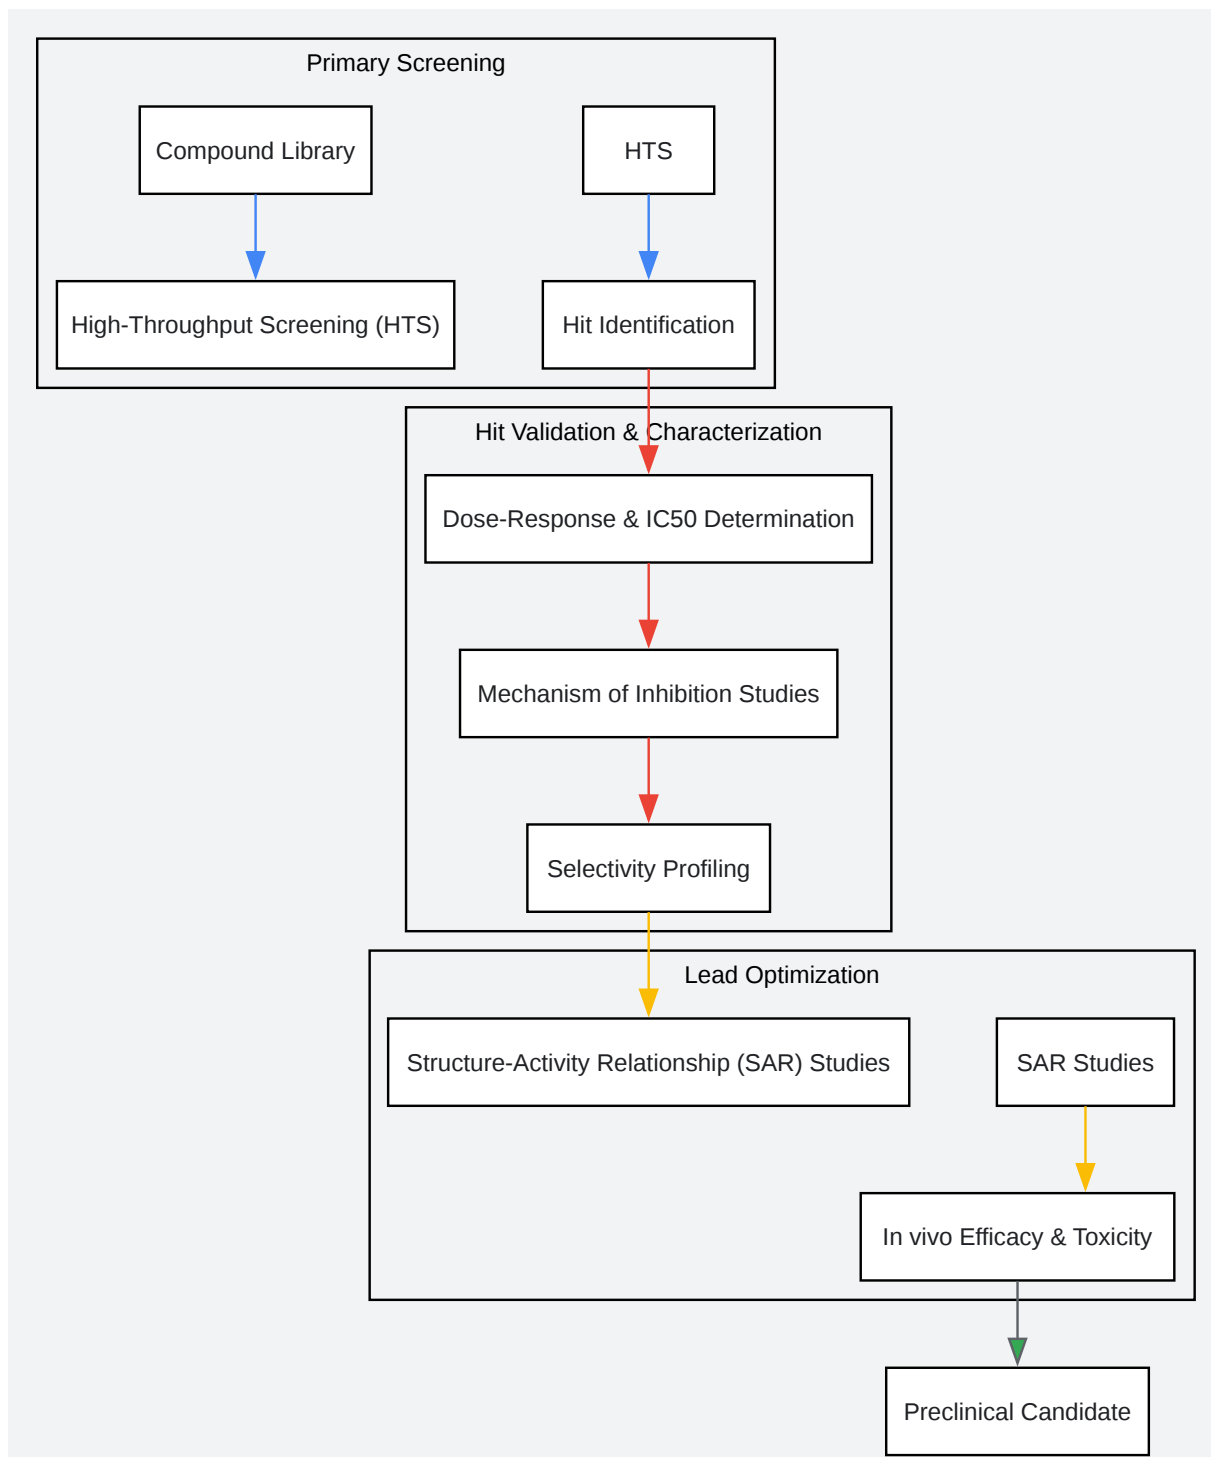 Primary Screening
Compound Library
HTS
High-Throughput Screening (HTS)
Hit Identification
Hit Validation & Characterization
Dose-Response & IC50 Determination
Mechanism of Inhibition Studies
Selectivity Profiling
Lead Optimization
Structure-Activity Relationship (SAR) Studies
SAR Studies
In vivo Efficacy & Toxicity
Preclinical Candidate